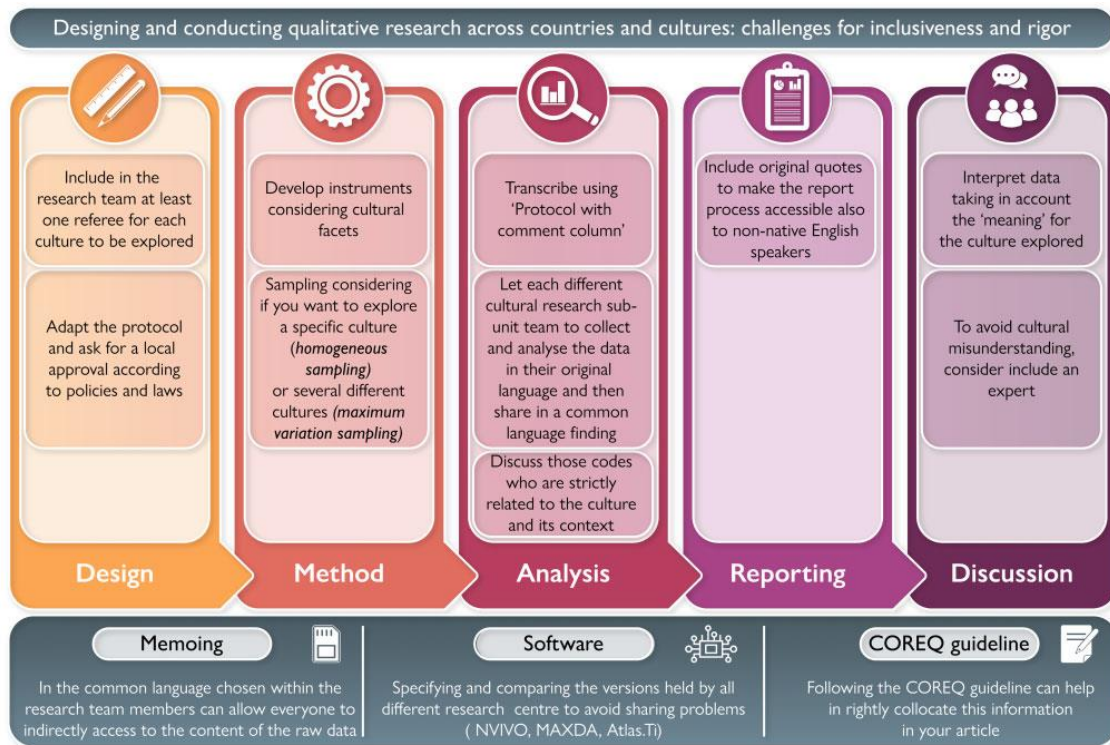 Designing and conducting qualitative research across countries and cultures: challenges for inclusiveness and rigor
Include in the
research team at least
one referee for each
culture to be explored
Adapt the protocol
and ask for a local
approval according
to policies and laws
Design
Develop instruments
considering cultural
facets
Sampling considering
if you want to explore
a specific culture
(homogeneous
sampling)
or several different
cultures (maximum
variation sampling)
Method
Transcribe using
‘Protocol with
comment column’
Let each different
cultural research sub-
unit team to collect
and analyse the data
in their original
language and then
share in a common
language finding
Discuss those codes
who are strictly
related to the culture
and its context
Analysis
Include original quotes
to make the report
process accessible also
to non-native English
speakers
Reporting
Interpret data
taking in account
the ‘meaning’ for
the culture explored
To avoid cultural
misunderstanding,
consider include an
expert
Discussion
Memoing
In the common language chosen within the
research team members can allow everyone to
indirectly access to the content of the raw data
Software
Specifying and comparing the versions held by all
different research centre to avoid sharing problems
( NVIVO, MAXDA, Atlas.Ti)
COREQ guideline
Following the COREQ guideline can help
in rightly collocate this information
in your article